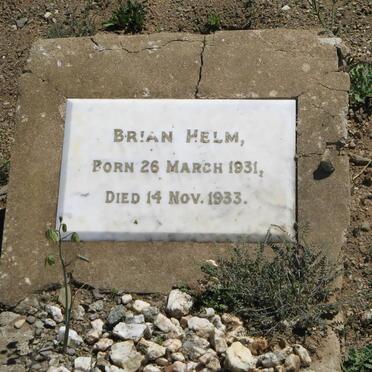 BRIAN HELM,
BORN 26 MARCH 1931,
DIED 14 NOV. 1933.